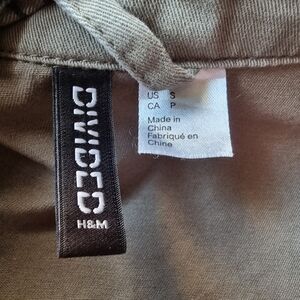 DIVIDED
H&M
US S
CA P
Made in
China
Fabriqué en
Chine